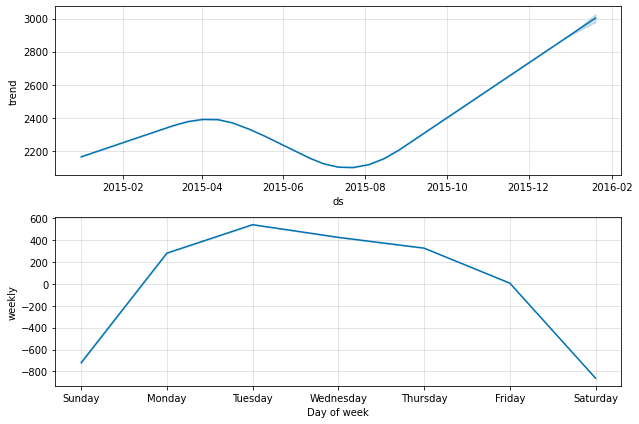 3000
2800
2600
2400
2200
trend
2015-02 2015-04 2015-06 2015-08 2015-10 2015-12 2016-02
ds
600
400
200
0
−200
−400
−600
−800
weekly
Sunday Monday Tuesday Wednesday Thursday Friday Saturday
Day of week